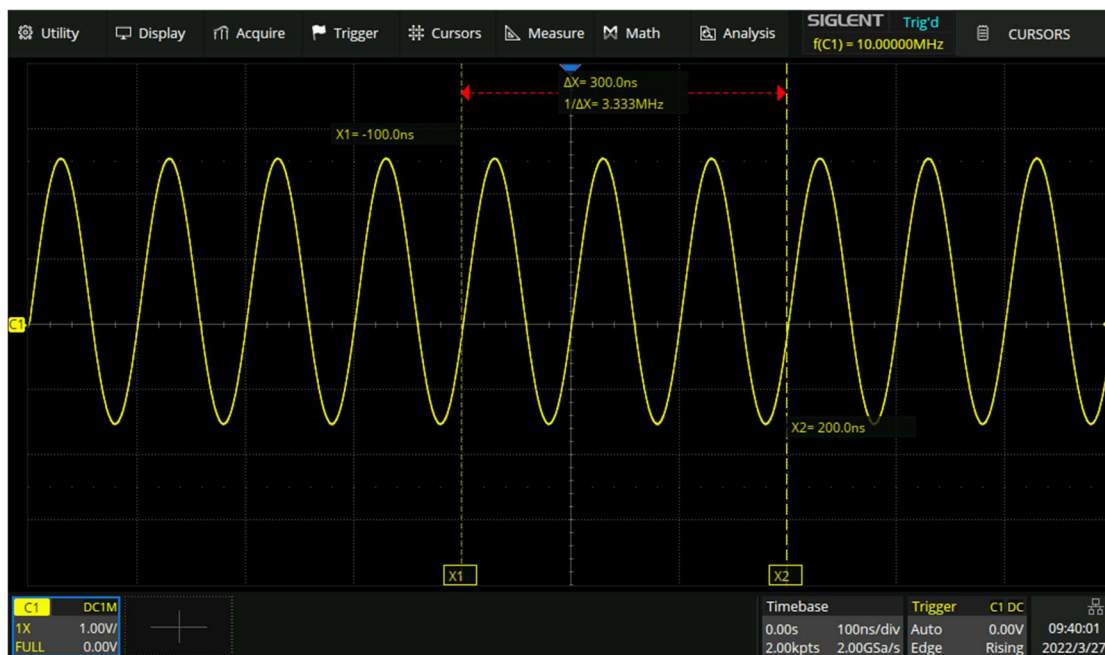 Utility Display Acquire Trigger Cursors Measure Math Analysis
SIGLENT Trig'd
f(C1) = 10.00000MHz
CURSORS
ΔX= 300.0ns
1/ΔX= 3.333MHz
X1= -100.0ns
C1
X2= 200.0ns
X1 X2
C1 DC1M
1X 1.00V/
FULL 0.00V
Timebase
0.00s 100ns/div
2.00kpts 2.00GSa/s
Trigger C1 DC
Auto 0.00V
Edge Rising
09:40:01
2022/3/27